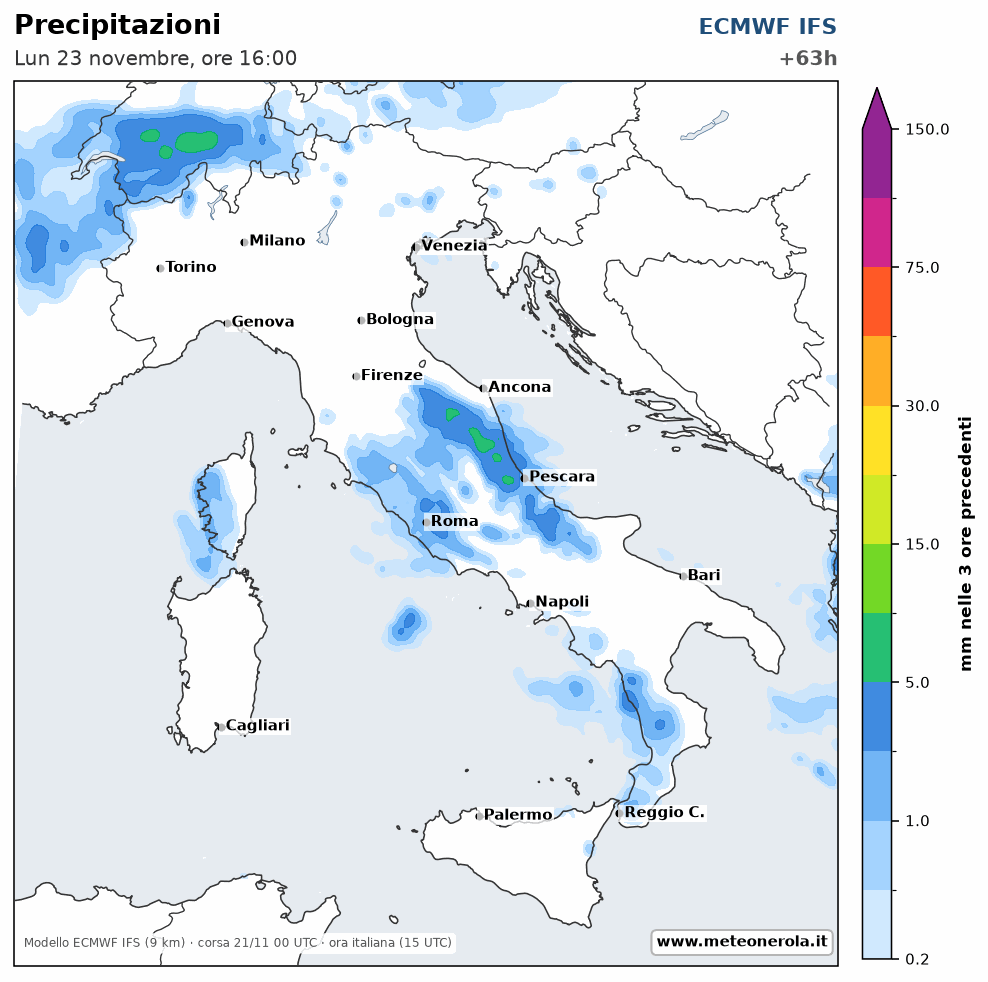 Precipitazioni
ECMWF IFS
Lun 23 novembre, ore 16:00
+63h
150.0
75.0
30.0
15.0
5.0
1.0
0.2
mm nelle 3 ore precedenti
Milano
Venezia
Torino
Genova
Bologna
Firenze
Ancona
Pescara
Roma
Bari
Napoli
Cagliari
Palermo
Reggio C.
Modello ECMWF IFS (9 km) · corsa 21/11 00 UTC · ora italiana (15 UTC)
www.meteonerola.it